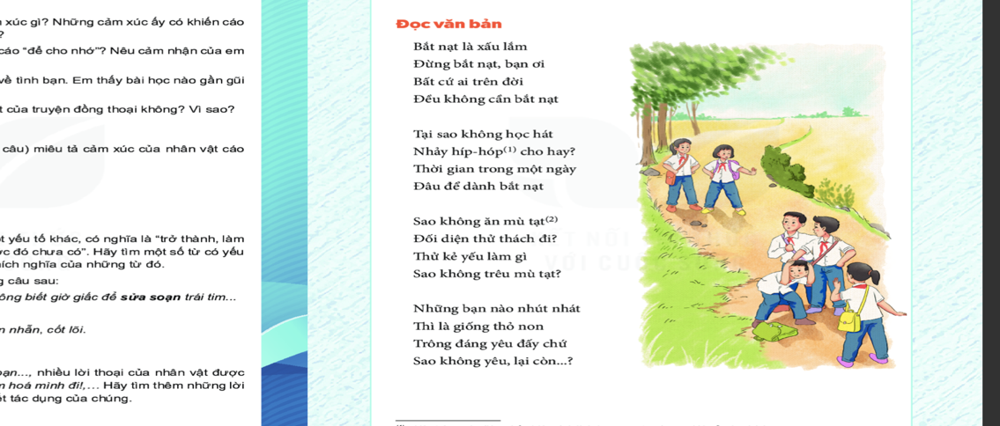 xúc gì? Những cảm xúc ấy có khiến cáo
?
cáo “để cho nhớ”? Nêu cảm nhận của em
về tình bạn. Em thấy bài học nào gần gũi
của truyện đồng thoại không? Vì sao?
câu) miêu tả cảm xúc của nhân vật cáo
yếu tố khác, có nghĩa là “trở thành, làm
đó chưa có”. Hãy tìm một số từ có yếu
nghĩa của những từ đó.
câu sau:
biết giờ giấc để sửa soạn trái tim...
nhẫn, cốt lõi.
nhiều lời thoại của nhân vật được
hoá mình đi!,... Hãy tìm thêm những lời
tác dụng của chúng.
Đọc văn bản
Bắt nạt là xấu lắm
Đừng bắt nạt, bạn ơi
Bất cứ ai trên đời
Đều không cần bắt nạt
Tại sao không học hát
Nhảy híp-hóp(1) cho hay?
Thời gian trong một ngày
Đâu để dành bắt nạt
Sao không ăn mù tạt(2)
Đối diện thử thách đi?
Thử kẻ yếu làm gì
Sao không trêu mù tạt?
Những bạn nào nhút nhát
Thì là giống thỏ non
Trông đáng yêu đấy chứ
Sao không yêu, lại còn...?